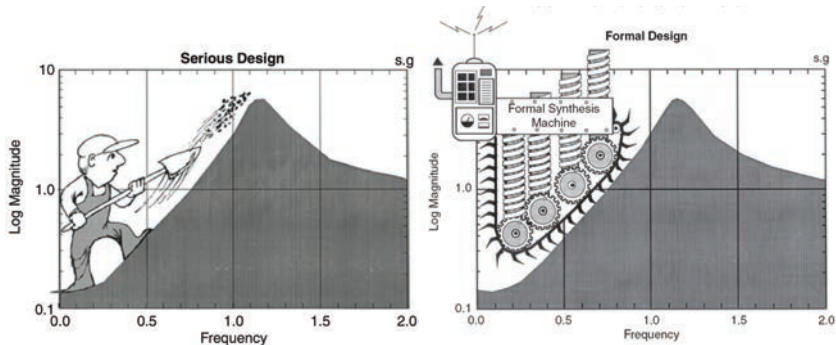 Serious Design
s.g
10
1.0
0.1
Log Magnitude
0.0
0.5
1.0
1.5
2.0
Frequency
Formal Design
s.g
10
1.0
0.1
Log Magnitude
Formal Synthesis
Machine
0.0
0.5
1.0
1.5
2.0
Frequency